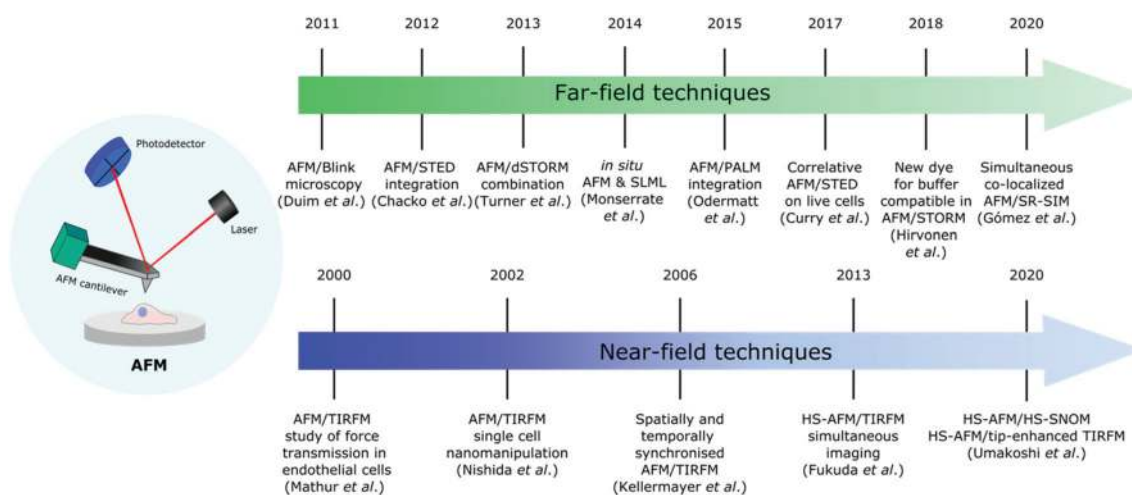 2011
2012
2013
2014
2015
2017
2018
2020
Far-field techniques
AFM/Blink
microscopy
(Duim et al.)
AFM/STED
integration
(Chacko et al.)
AFM/dSTORM
combination
(Turner et al.)
in situ
AFM & SLML
(Monserrate
et al.)
AFM/PALM
integration
(Odermatt
et al.)
Correlative
AFM/STED
on live cells
(Curry et al.)
New dye
for buffer
compatible in
AFM/STORM
(Hirvonen
et al.)
Simultaneous
co-localized
AFM/SR-SIM
(Gómez et al.)
Photodetector
Laser
AFM cantilever
AFM
2000
2002
2006
2013
2020
Near-field techniques
AFM/TIRFM
study of force
transmission in
endothelial cells
(Mathur et al.)
AFM/TIRFM
single cell
nanomanipulation
(Nishida et al.)
Spatially and
temporally
synchronised
AFM/TIRFM
(Kellermayer et al.)
HS-AFM/TIRFM
simultaneous
imaging
(Fukuda et al.)
HS-AFM/HS-SNOM
HS-AFM/tip-enhanced TIRFM
(Umakoshi et al.)